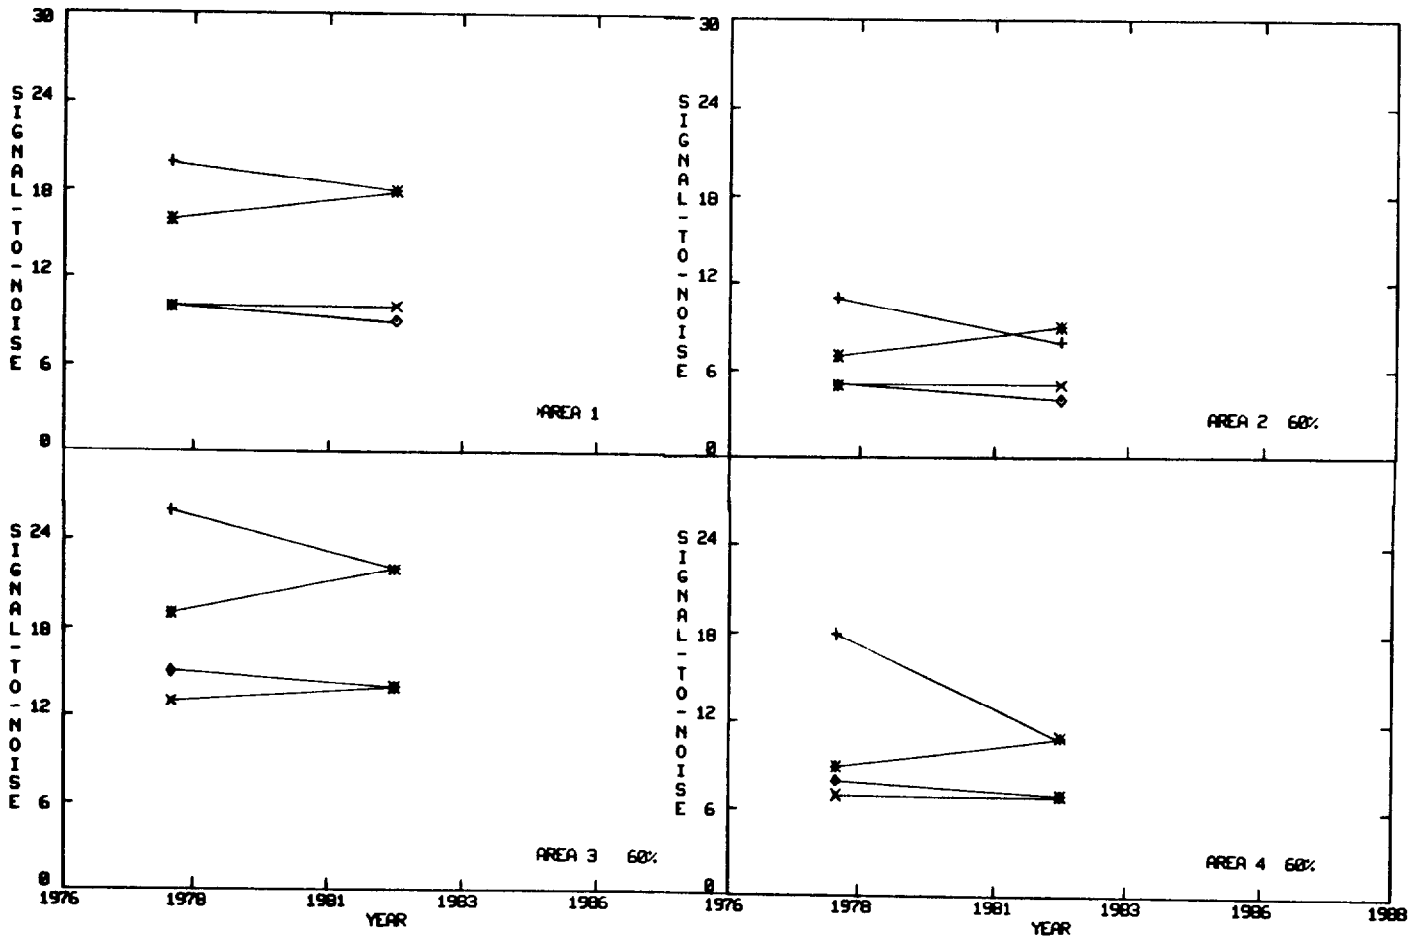 30
SIGNAL-TO-NOISE
24
18
12
6
0
AREA 1
30
SIGNAL-TO-NOISE
24
18
12
6
0
AREA 2 60%
SIGNAL-TO-NOISE
24
18
12
6
0
AREA 3 60%
1976 1978 1981 1983 1986
YEAR
SIGNAL-TO-NOISE
24
18
12
6
0
AREA 4 60%
1976 1978 1981 1983 1986 1988
YEAR